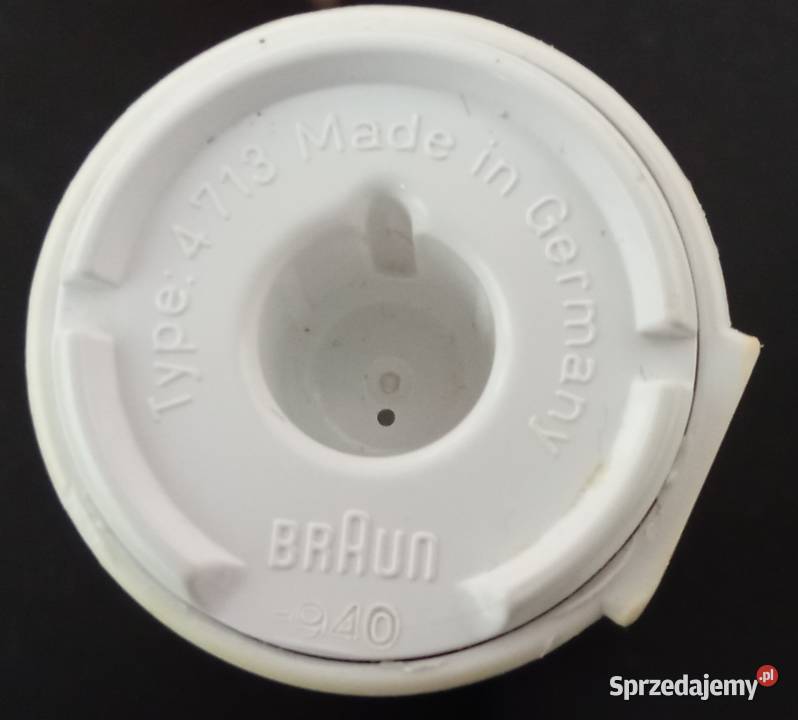 Type: 4 713 Made in Germany
BRAUN
-940
Sprzedajemy.pl